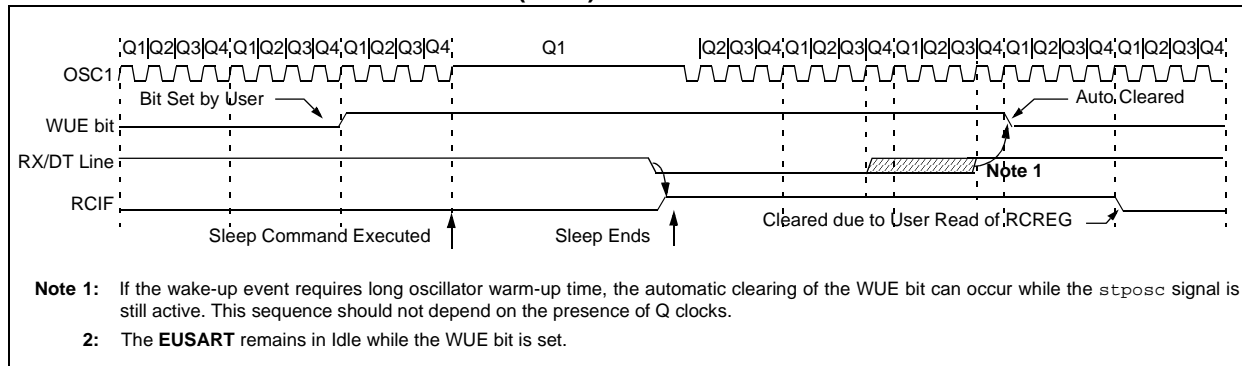 Q1 Q2 Q3 Q4 Q1 Q2 Q3 Q4 Q1 Q2 Q3 Q4 Q1 Q2 Q3 Q4 Q1 Q2 Q3 Q4 Q1 Q2 Q3 Q4 Q1 Q2 Q3 Q4 Q1 Q2 Q3 Q4
OSC1
Bit Set by User
Auto Cleared
WUE bit
RX/DT Line
Note 1
RCIF
Cleared due to User Read of RCREG
Sleep Command Executed
Sleep Ends
Note 1: If the wake-up event requires long oscillator warm-up time, the automatic clearing of the WUE bit can occur while the stposc signal is
still active. This sequence should not depend on the presence of Q clocks.
2: The EUSART remains in Idle while the WUE bit is set.